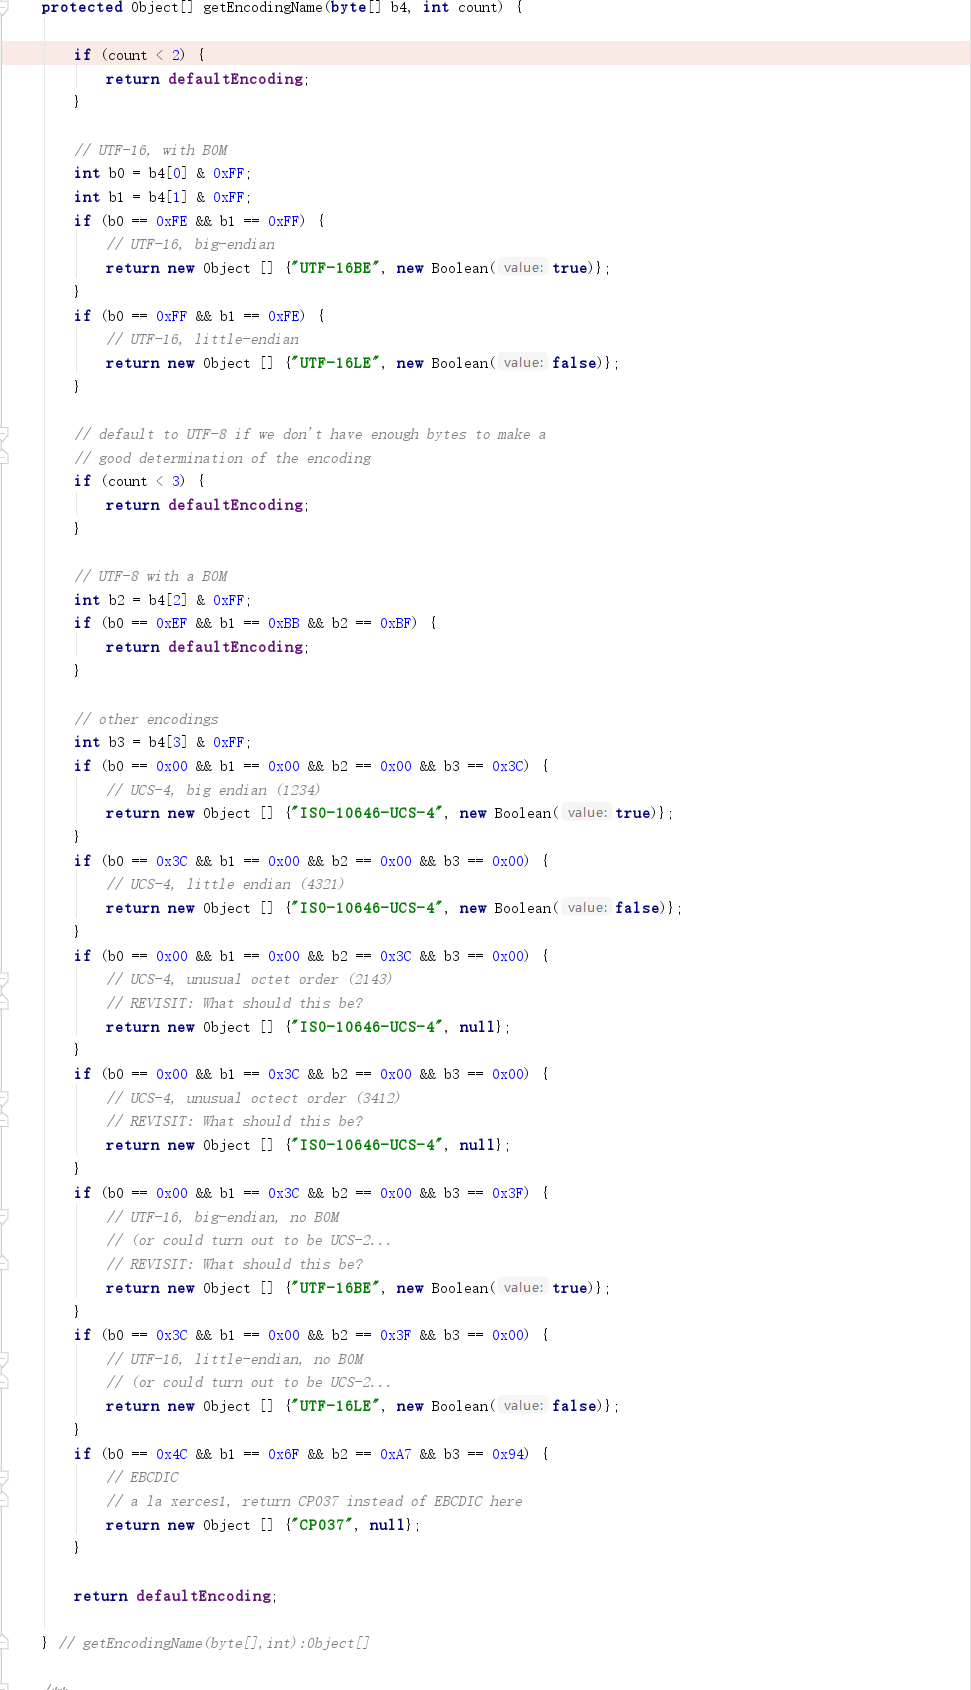 protected Object[] getEncodingName(byte[] b4, int count) {
if (count < 2) {
return defaultEncoding;
}
// UTF-16, with BOM
int b0 = b4[0] & 0xFF;
int b1 = b4[1] & 0xFF;
if (b0 == 0xFE && b1 == 0xFF) {
// UTF-16, big-endian
return new Object [] {"UTF-16BE", new Boolean( value: true)};
}
if (b0 == 0xFF && b1 == 0xFE) {
// UTF-16, little-endian
return new Object [] {"UTF-16LE", new Boolean( value: false)};
}
// default to UTF-8 if we don't have enough bytes to make a
// good determination of the encoding
if (count < 3) {
return defaultEncoding;
}
// UTF-8 with a BOM
int b2 = b4[2] & 0xFF;
if (b0 == 0xEF && b1 == 0xBB && b2 == 0xBF) {
return defaultEncoding;
}
// other encodings
int b3 = b4[3] & 0xFF;
if (b0 == 0x00 && b1 == 0x00 && b2 == 0x00 && b3 == 0x3C) {
// UCS-4, big endian (1234)
return new Object [] {"ISO-10646-UCS-4", new Boolean( value: true)};
}
if (b0 == 0x3C && b1 == 0x00 && b2 == 0x00 && b3 == 0x00) {
// UCS-4, little endian (4321)
return new Object [] {"ISO-10646-UCS-4", new Boolean( value: false)};
}
if (b0 == 0x00 && b1 == 0x00 && b2 == 0x3C && b3 == 0x00) {
// UCS-4, unusual octet order (2143)
// REVISIT: What should this be?
return new Object [] {"ISO-10646-UCS-4", null};
}
if (b0 == 0x00 && b1 == 0x3C && b2 == 0x00 && b3 == 0x00) {
// UCS-4, unusual octect order (3412)
// REVISIT: What should this be?
return new Object [] {"ISO-10646-UCS-4", null};
}
if (b0 == 0x00 && b1 == 0x3C && b2 == 0x00 && b3 == 0x3F) {
// UTF-16, big-endian, no BOM
// (or could turn out to be UCS-2...
// REVISIT: What should this be?
return new Object [] {"UTF-16BE", new Boolean( value: true)};
}
if (b0 == 0x3C && b1 == 0x00 && b2 == 0x3F && b3 == 0x00) {
// UTF-16, little-endian, no BOM
// (or could turn out to be UCS-2...
return new Object [] {"UTF-16LE", new Boolean( value: false)};
}
if (b0 == 0x4C && b1 == 0x6F && b2 == 0xA7 && b3 == 0x94) {
// EBCDIC
// a la xerces1, return CP037 instead of EBCDIC here
return new Object [] {"CP037", null};
}
return defaultEncoding;
} // getEncodingName(byte[],int):Object[]
/**